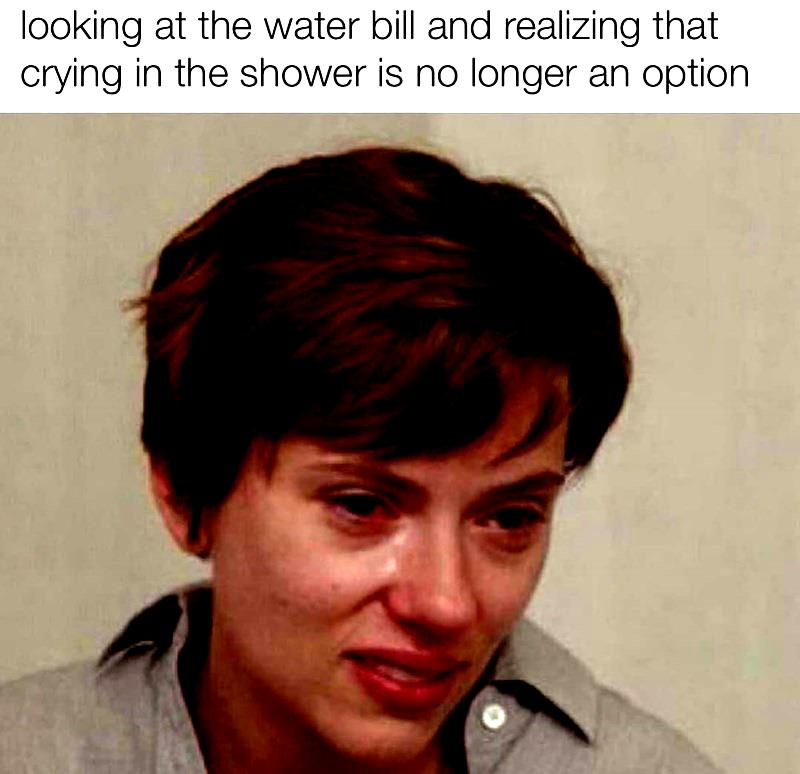 looking at the water bill and realizing that
crying in the shower is no longer an option